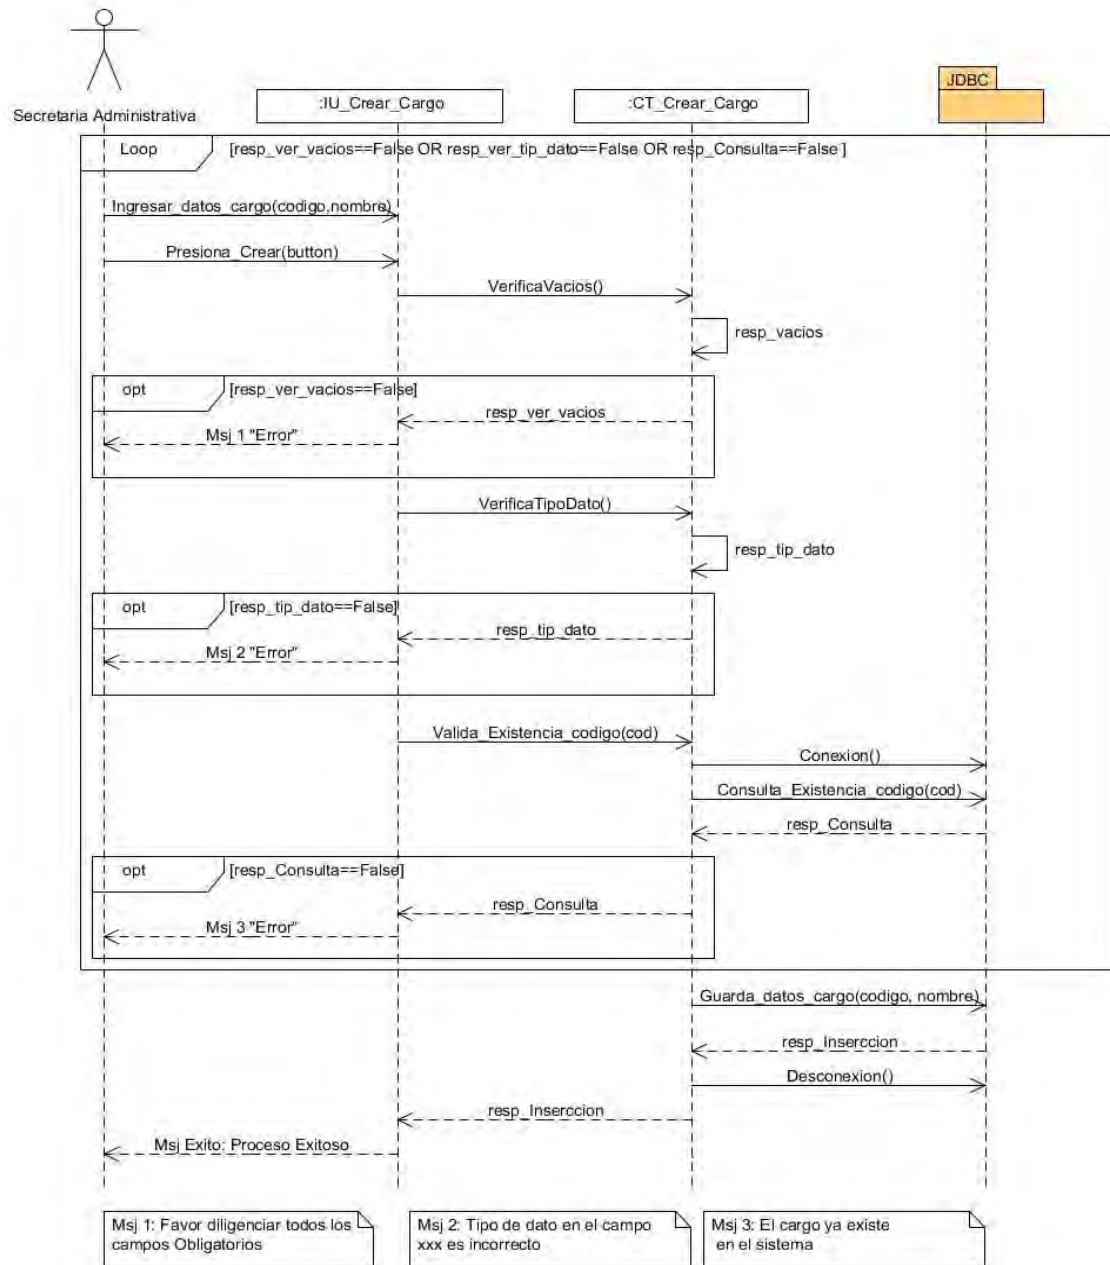 JDBC
:IU_Crear_Cargo
:CT_Crear_Cargo
Secretaria Administrativa
Loop
[resp_ver_vacios==False OR resp_ver_tip_dato==False OR resp_Consulta==False ]
Ingresar_datos_cargo(codigo,nombre)
Presiona_Crear(button)
VerificaVacios()
resp_vacios
opt
[resp_ver_vacios==False]
resp_ver_vacios
Msj 1 "Error"
VerificaTipoDato()
resp_tip_dato
opt
[resp_tip_dato==False]
resp_tip_dato
Msj 2 "Error"
Valida_Existencia_codigo(cod)
Conexion()
Consulta_Existencia_codigo(cod)
resp_Consulta
opt
[resp_Consulta==False]
resp_Consulta
Msj 3 "Error"
Guarda_datos_cargo(codigo, nombre)
resp_Inserccion
Desconexion()
resp_Inserccion
Msj Exito: Proceso Exitoso
Msj 1: Favor diligenciar todos los
campos Obligatorios
Msj 2: Tipo de dato en el campo
xxx es incorrecto
Msj 3: El cargo ya existe
en el sistema